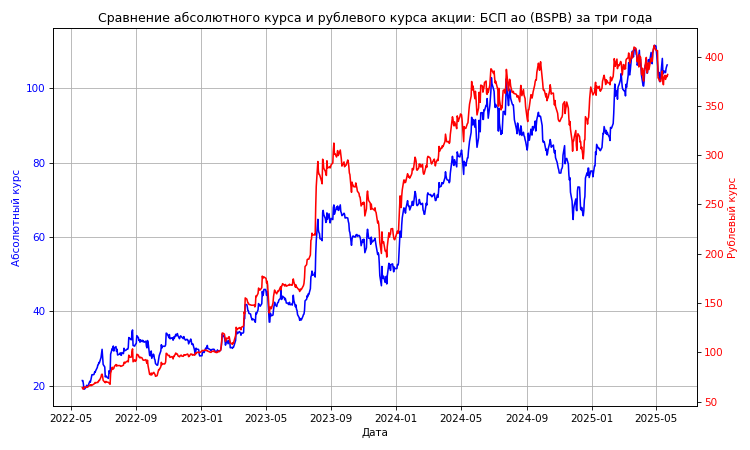 Сравнение абсолютного курса и рублевого курса акции: БСП ао (BSPB) за три года
Абсолютный курс
100
80
60
40
20
400
350
300
250
200
150
100
50
Рублевый курс
2022-05 2022-09 2023-01 2023-05 2023-09 2024-01 2024-05 2024-09 2025-01 2025-05
Дата